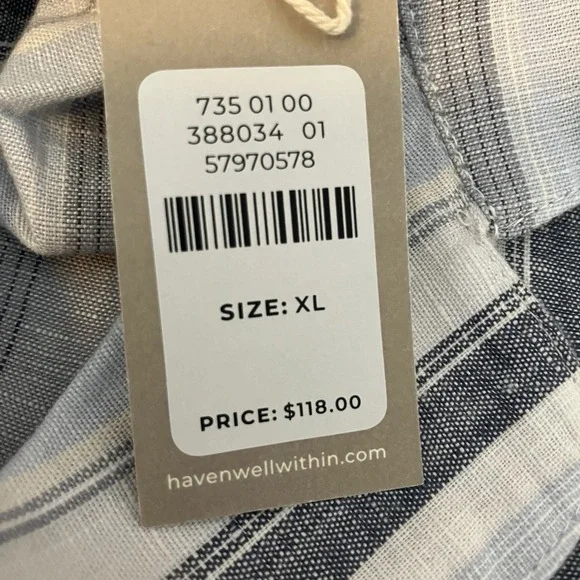 735 01 00
388034 01
57970578
SIZE: XL
PRICE: $118.00
havenwellwithin.com